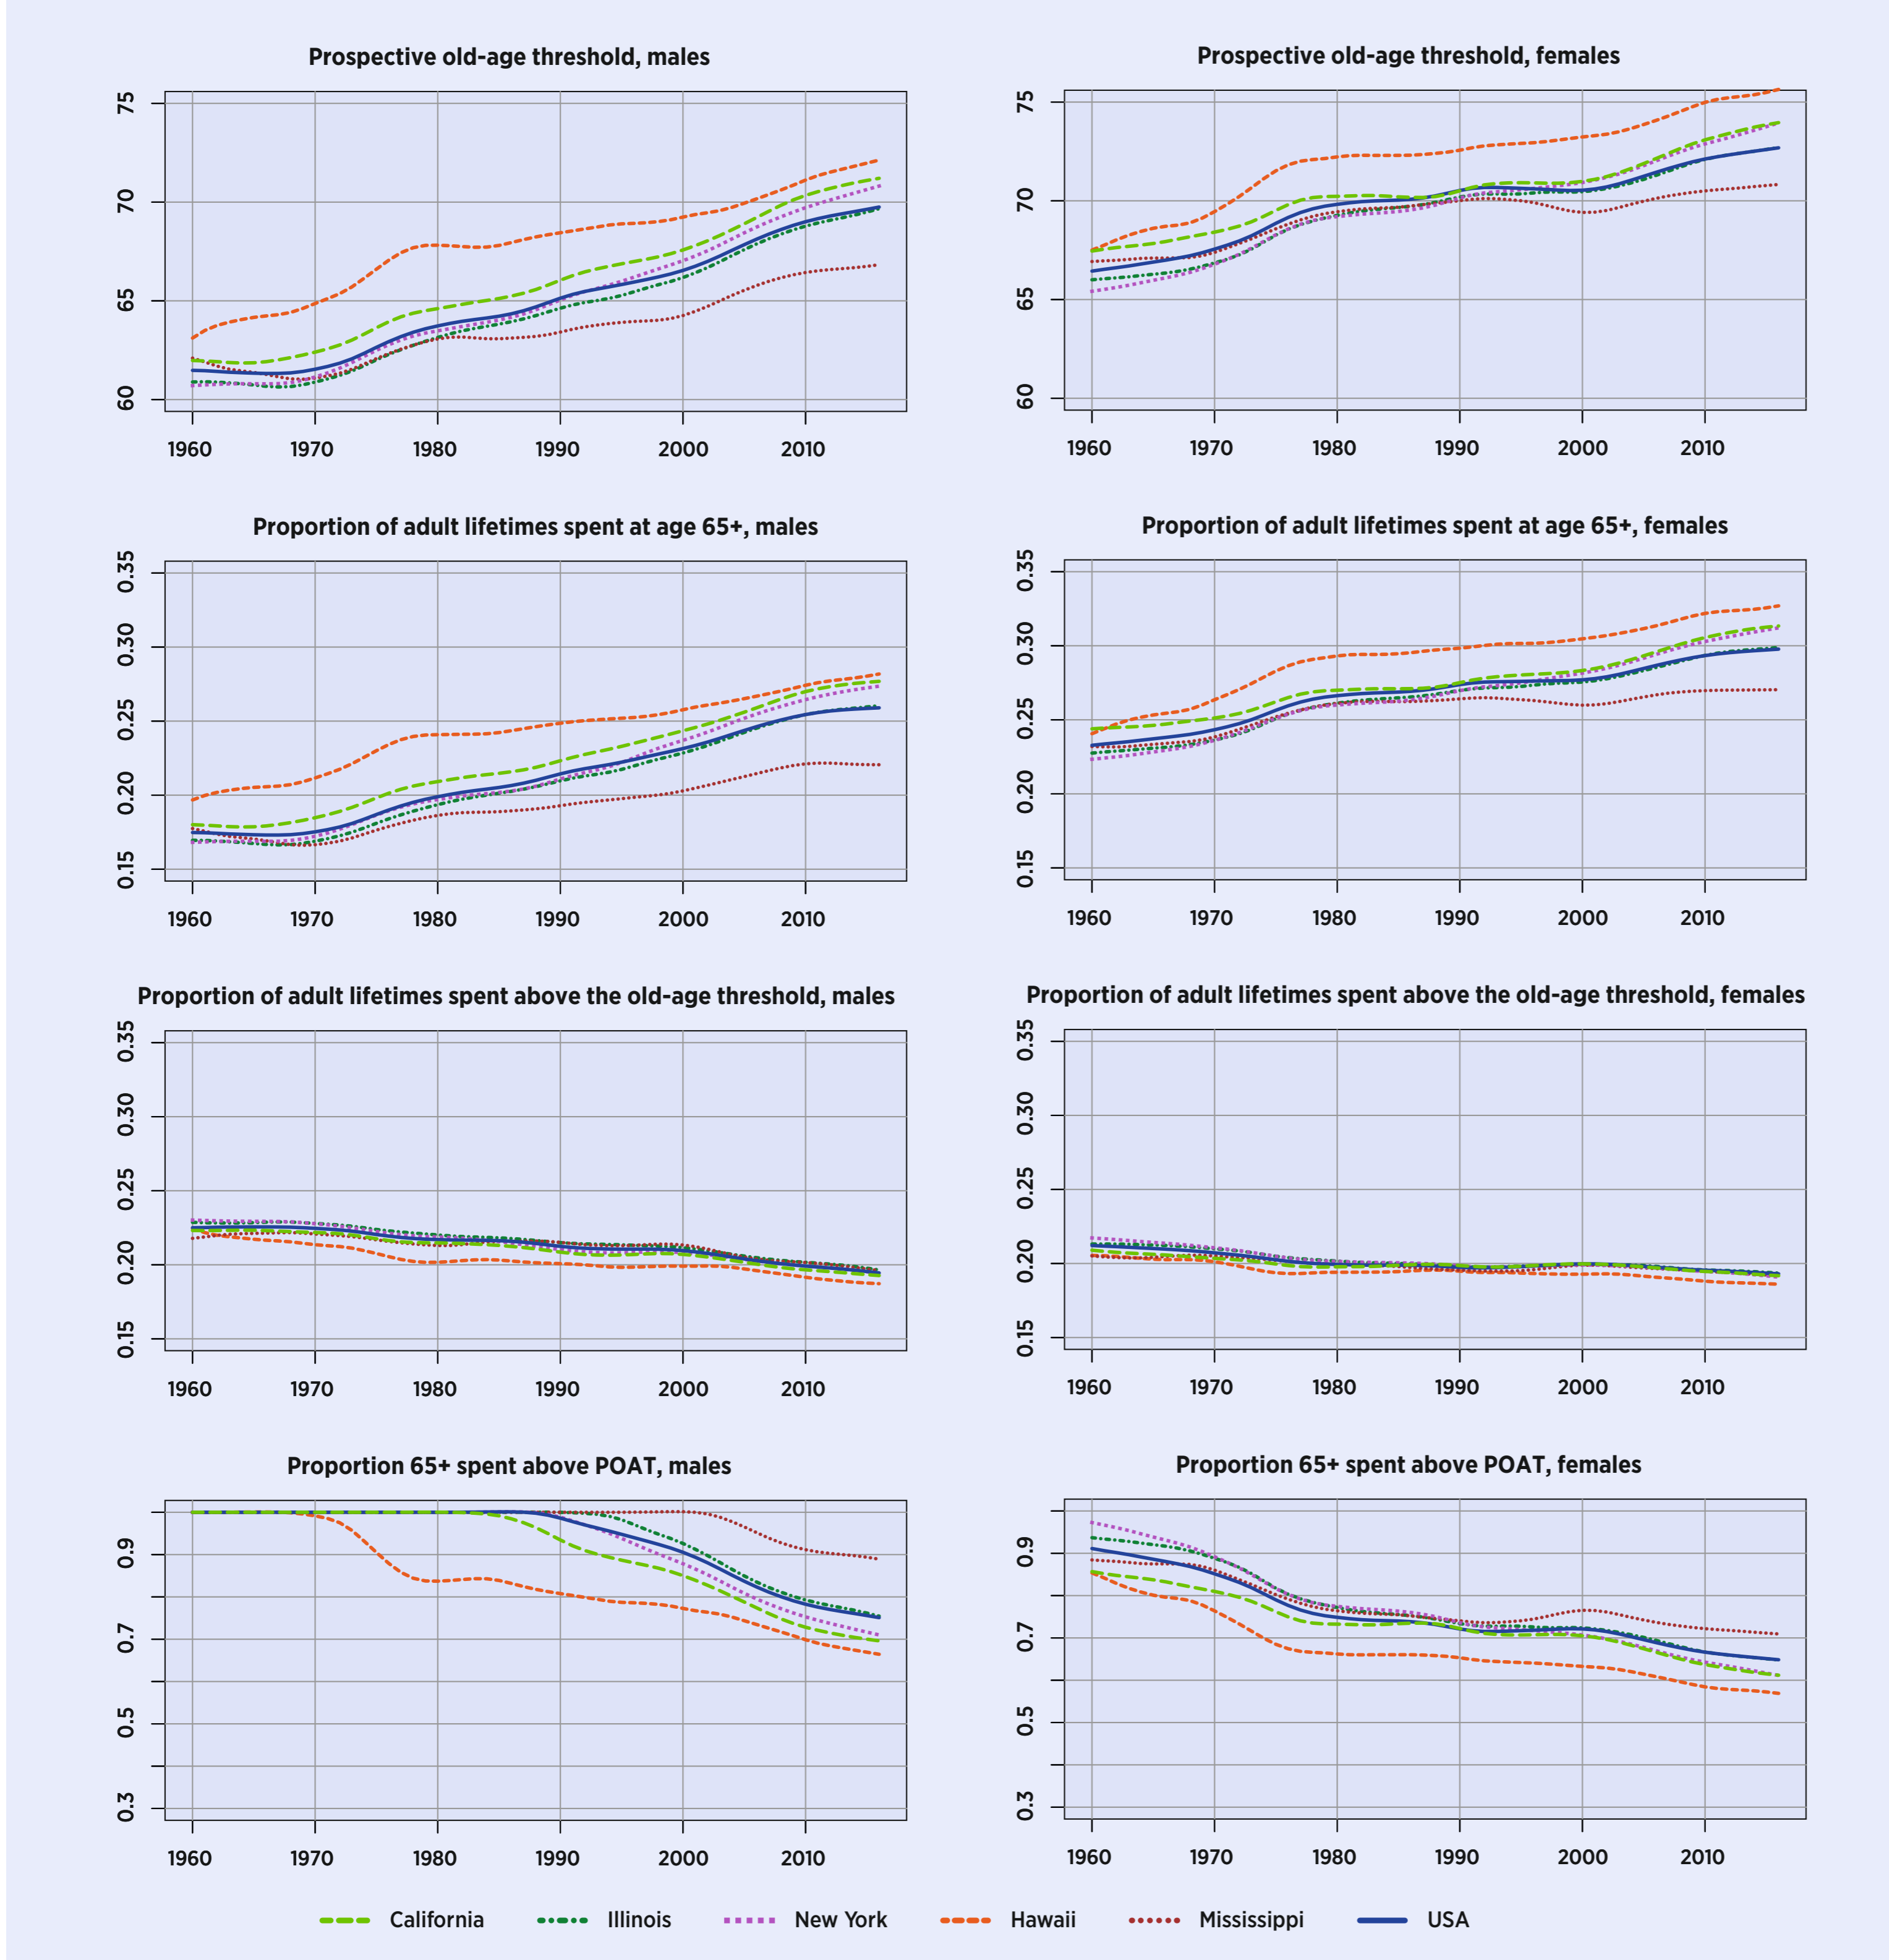 Prospective old-age threshold, males
75
70
65
60
1960 1970 1980 1990 2000 2010
Prospective old-age threshold, females
75
70
65
60
1960 1970 1980 1990 2000 2010
Proportion of adult lifetimes spent at age 65+, males
0.35
0.30
0.25
0.20
0.15
1960 1970 1980 1990 2000 2010
Proportion of adult lifetimes spent at age 65+, females
0.35
0.30
0.25
0.20
0.15
1960 1970 1980 1990 2000 2010
Proportion of adult lifetimes spent above the old-age threshold, males
0.35
0.30
0.25
0.20
0.15
1960 1970 1980 1990 2000 2010
Proportion of adult lifetimes spent above the old-age threshold, females
0.35
0.30
0.25
0.20
0.15
1960 1970 1980 1990 2000 2010
Proportion 65+ spent above POAT, males
0.9
0.7
0.5
0.3
1960 1970 1980 1990 2000 2010
Proportion 65+ spent above POAT, females
0.9
0.7
0.5
0.3
1960 1970 1980 1990 2000 2010
California Illinois New York Hawaii Mississippi USA